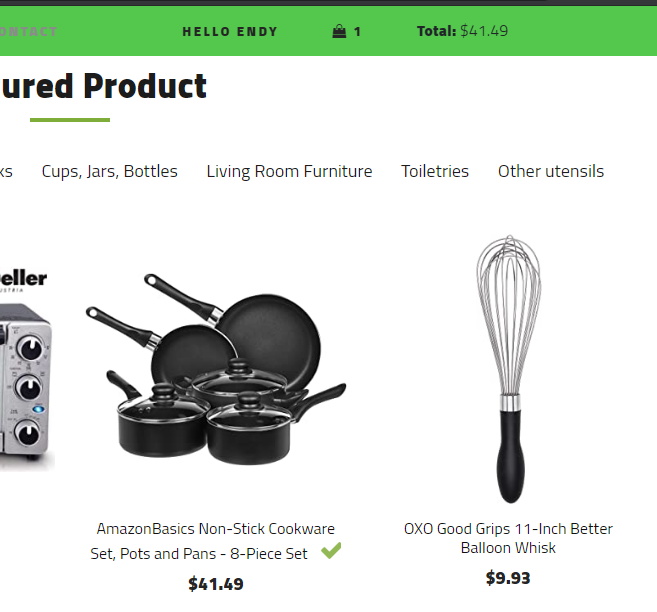 HELLO ENDY 1 Total: $41.49
ured Product
Cups, Jars, Bottles Living Room Furniture Toiletries Other utensils
eller
AmazonBasics Non-Stick Cookware
Set, Pots and Pans - 8-Piece Set
$41.49
OXO Good Grips 11-Inch Better
Balloon Whisk
$9.93